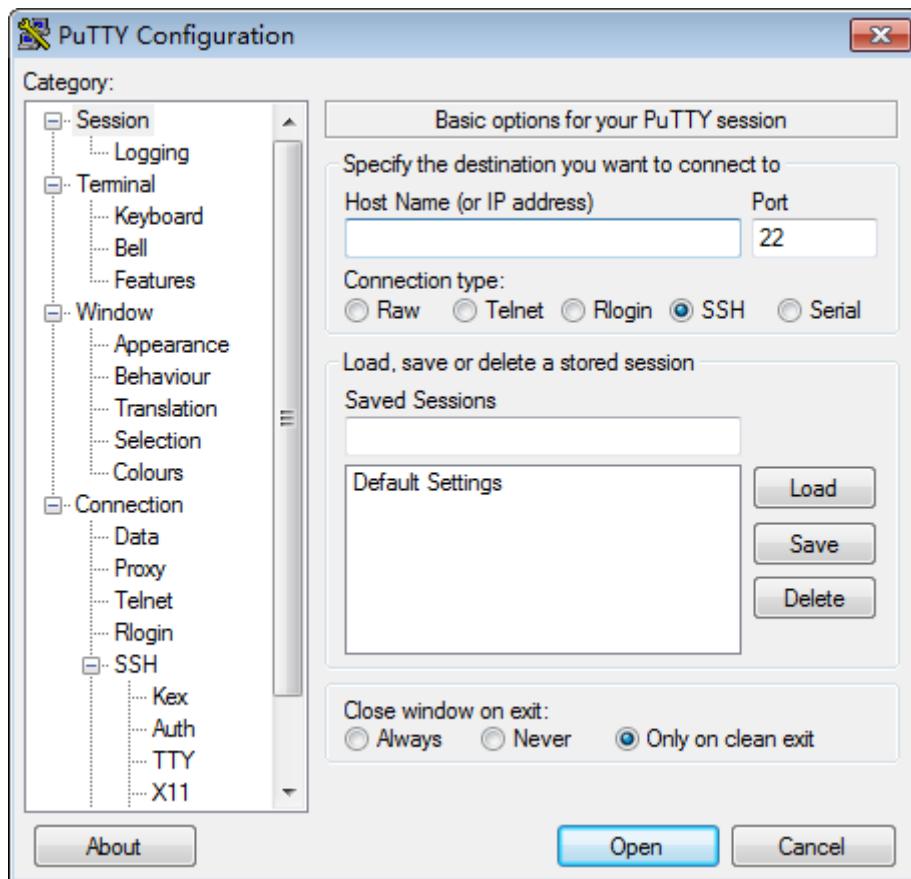 PuTTY Configuration
Category:
Session
Logging
Terminal
Keyboard
Bell
Features
Window
Appearance
Behaviour
Translation
Selection
Colours
Connection
Data
Proxy
Telnet
Rlogin
SSH
Kex
Auth
TTY
X11
Basic options for your PuTTY session
Specify the destination you want to connect to
Host Name (or IP address) Port
22
Connection type:
Raw Telnet Rlogin SSH Serial
Load, save or delete a stored session
Saved Sessions
Default Settings
Load
Save
Delete
Close window on exit:
Always Never Only on clean exit
About Open Cancel